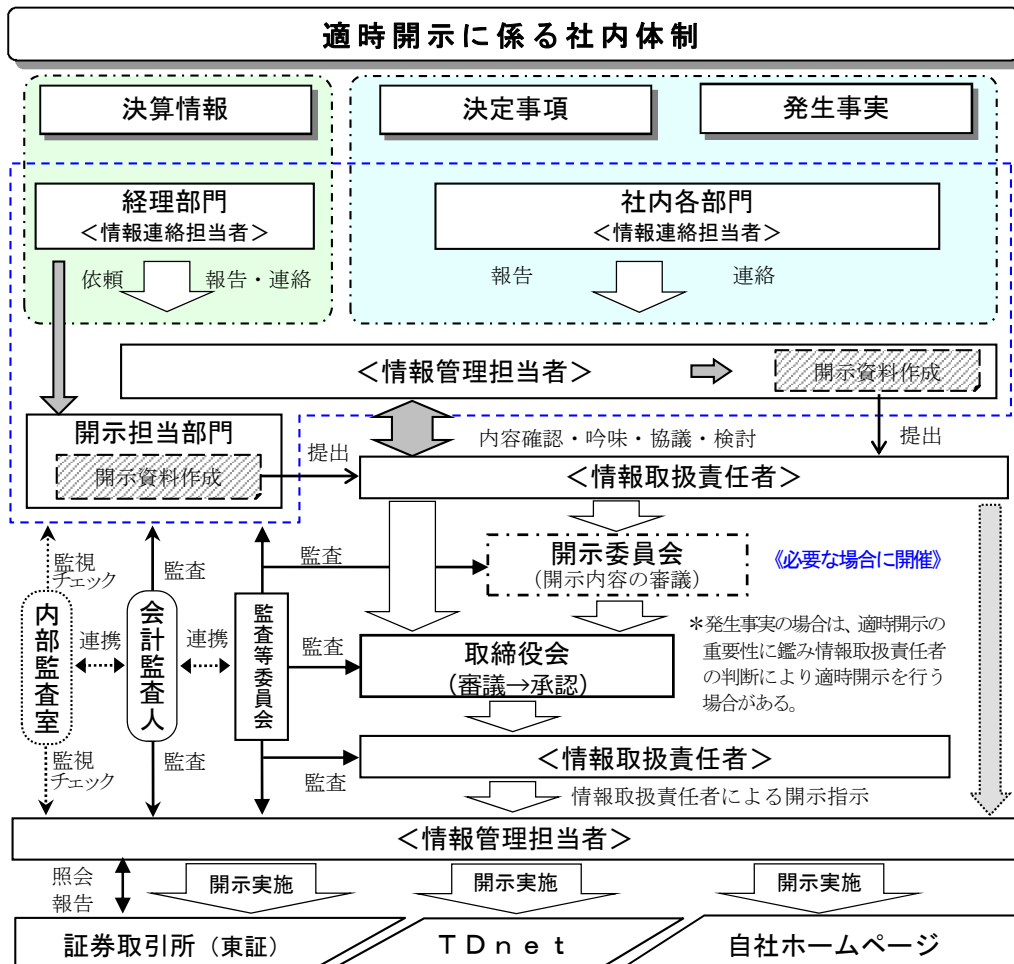 適時開示に係る社内体制
決算情報
決定事項
発生事実
経理部門
＜情報連絡担当者＞
社内各部門
＜情報連絡担当者＞
依頼
報告・連絡
報告
連絡
＜情報管理担当者＞
開示資料作成
開示担当部門
開示資料作成
提出
内容確認・吟味・協議・検討
提出
＜情報取扱責任者＞
監視
チェック
監査
監査
開示委員会
（開示内容の審議）
《必要な場合に開催》
内部監査室
連携
会計監査人
連携
監査等委員会
監査
取締役会
（審議→承認）
＊発生事実の場合は、適時開示の
重要性に鑑み情報取扱責任者
の判断により適時開示を行う
場合がある。
監視
チェック
監査
監査
＜情報取扱責任者＞
情報取扱責任者による開示指示
＜情報管理担当者＞
照会
報告
開示実施
開示実施
開示実施
証券取引所（東証）
ＴＤｎｅｔ
自社ホームページ